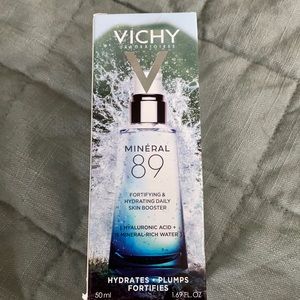 VICHY
LABORATOIRES
MINÉRAL
89
FORTIFYING &
HYDRATING DAILY
SKIN BOOSTER
HYALURONIC ACID +
MINERAL-RICH WATER
HYDRATES + PLUMPS
FORTIFIES
50 ml 1.69 FL. OZ